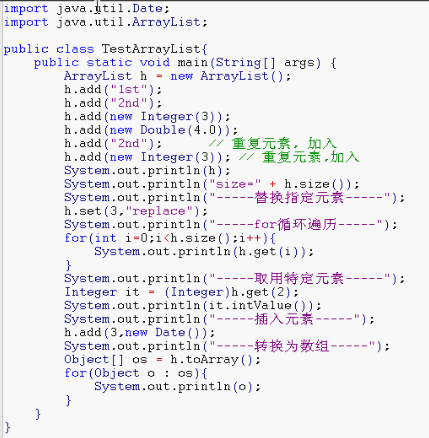 import java.util.Date;
import java.util.ArrayList;
public class TestArrayList{
public static void main(String[] args) {
ArrayList h = new ArrayList();
h.add("1st");
h.add("2nd");
h.add(new Integer(3));
h.add(new Double(4.0));
h.add("2nd"); // 重复元素, 加入
h.add(new Integer(3)); // 重复元素,加入
System.out.println(h);
System.out.println("size=" + h.size());
System.out.println("-----替换指定元素-----");
h.set(3,"replace");
System.out.println("-----for循环遍历-----");
for(int i=0;i<h.size();i++){
System.out.println(h.get(i));
}
System.out.println("-----取用特定元素-----");
Integer it = (Integer)h.get(2);
System.out.println(it.intValue());
System.out.println("-----插入元素-----");
h.add(3,new Date());
System.out.println("-----转换为数组-----");
Object[] os = h.toArray();
for(Object o : os){
System.out.println(o);
}
}
}